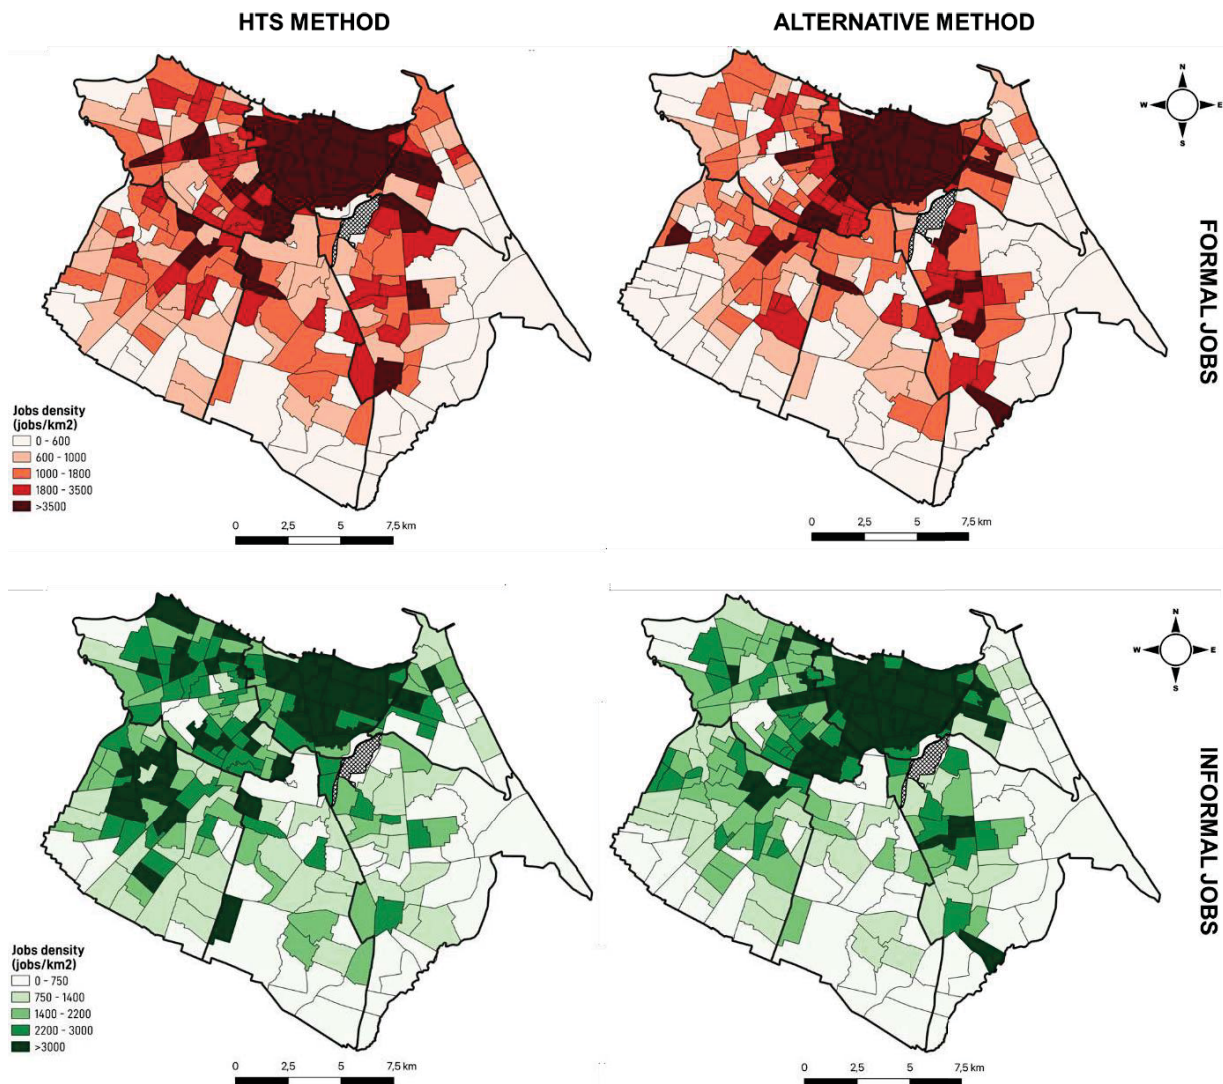 HTS METHOD
ALTERNATIVE METHOD
N
W
E
S
FORMAL JOBS
Jobs density
(jobs/km2)
0 - 600
600 - 1000
1000 - 1800
1800 - 3500
>3500
0
2,5
5
7,5 km
0
2,5
5
7,5 km
N
W
E
S
INFORMAL JOBS
Jobs density
(jobs/km2)
0 - 750
750 - 1400
1400 - 2200
2200 - 3000
>3000
0
2,5
5
7,5 km
0
2,5
5
7,5 km